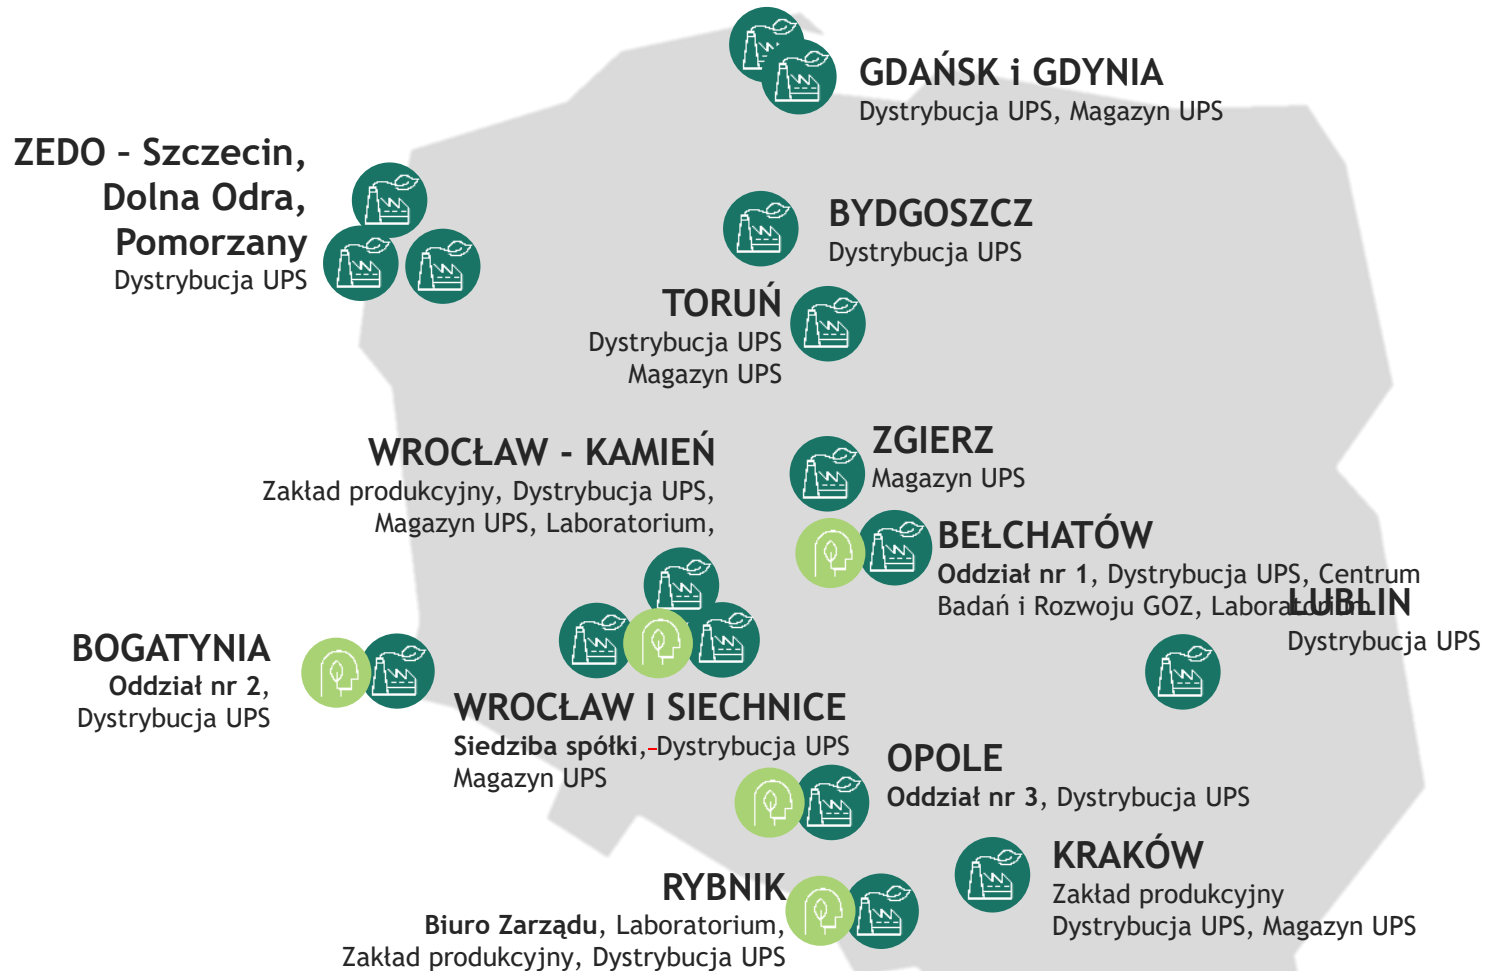 GDAŃSK i GDYNIA
Dystrybucja UPS, Magazyn UPS
ZEDO – Szczecin,
Dolna Odra,
Pomorzany
Dystrybucja UPS
BYDGOSZCZ
Dystrybucja UPS
TORUŃ
Dystrybucja UPS
Magazyn UPS
WROCŁAW - KAMIEŃ
Zakład produkcyjny, Dystrybucja UPS,
Magazyn UPS, Laboratorium,
ZGIERZ
Magazyn UPS
BEŁCHATÓW
Oddział nr 1, Dystrybucja UPS, Centrum
Badań i Rozwoju GOZ, Laboratorium
LUBLIN
Dystrybucja UPS
BOGATYNIA
Oddział nr 2,
Dystrybucja UPS
WROCŁAW I SIECHNICE
Siedziba spółki, Dystrybucja UPS
Magazyn UPS
OPOLE
Oddział nr 3, Dystrybucja UPS
KRAKÓW
Zakład produkcyjny
Dystrybucja UPS, Magazyn UPS
RYBNIK
Biuro Zarządu, Laboratorium,
Zakład produkcyjny, Dystrybucja UPS